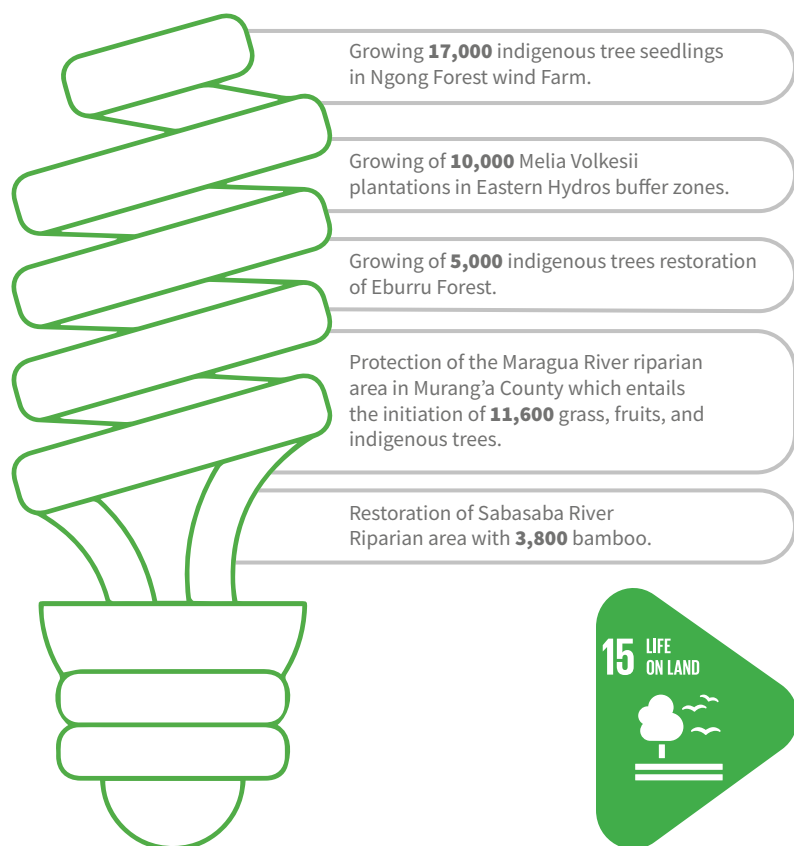 Growing 17,000 indigenous tree seedlings
in Ngong Forest wind Farm.
Growing of 10,000 Melia Volkesii
plantations in Eastern Hydros buffer zones.
Growing of 5,000 indigenous trees restoration
of Eburru Forest.
Protection of the Maragua River riparian
area in Murang’a County which entails
the initiation of 11,600 grass, fruits, and
indigenous trees.
Restoration of Sabasaba River
Riparian area with 3,800 bamboo.
15 LIFE
ON LAND